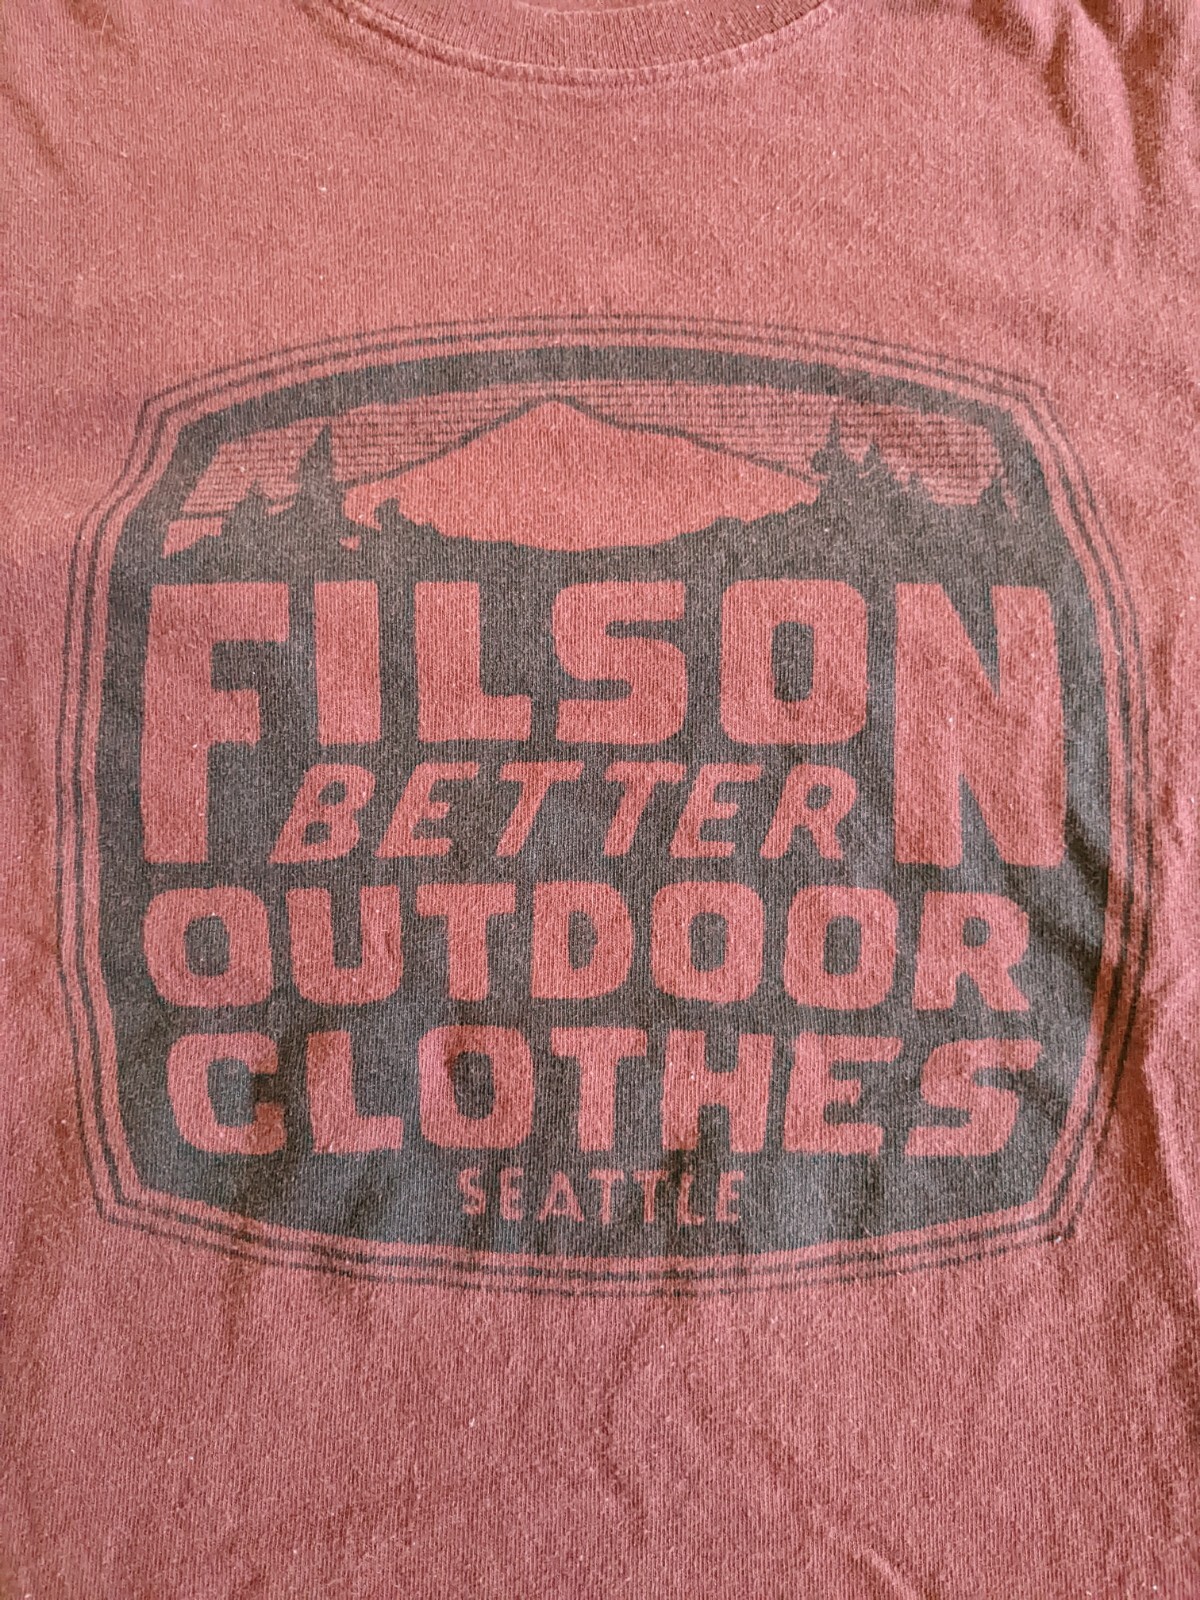 FILSON
BETTER
OUTDOOR
CLOTHES
SEATTLE